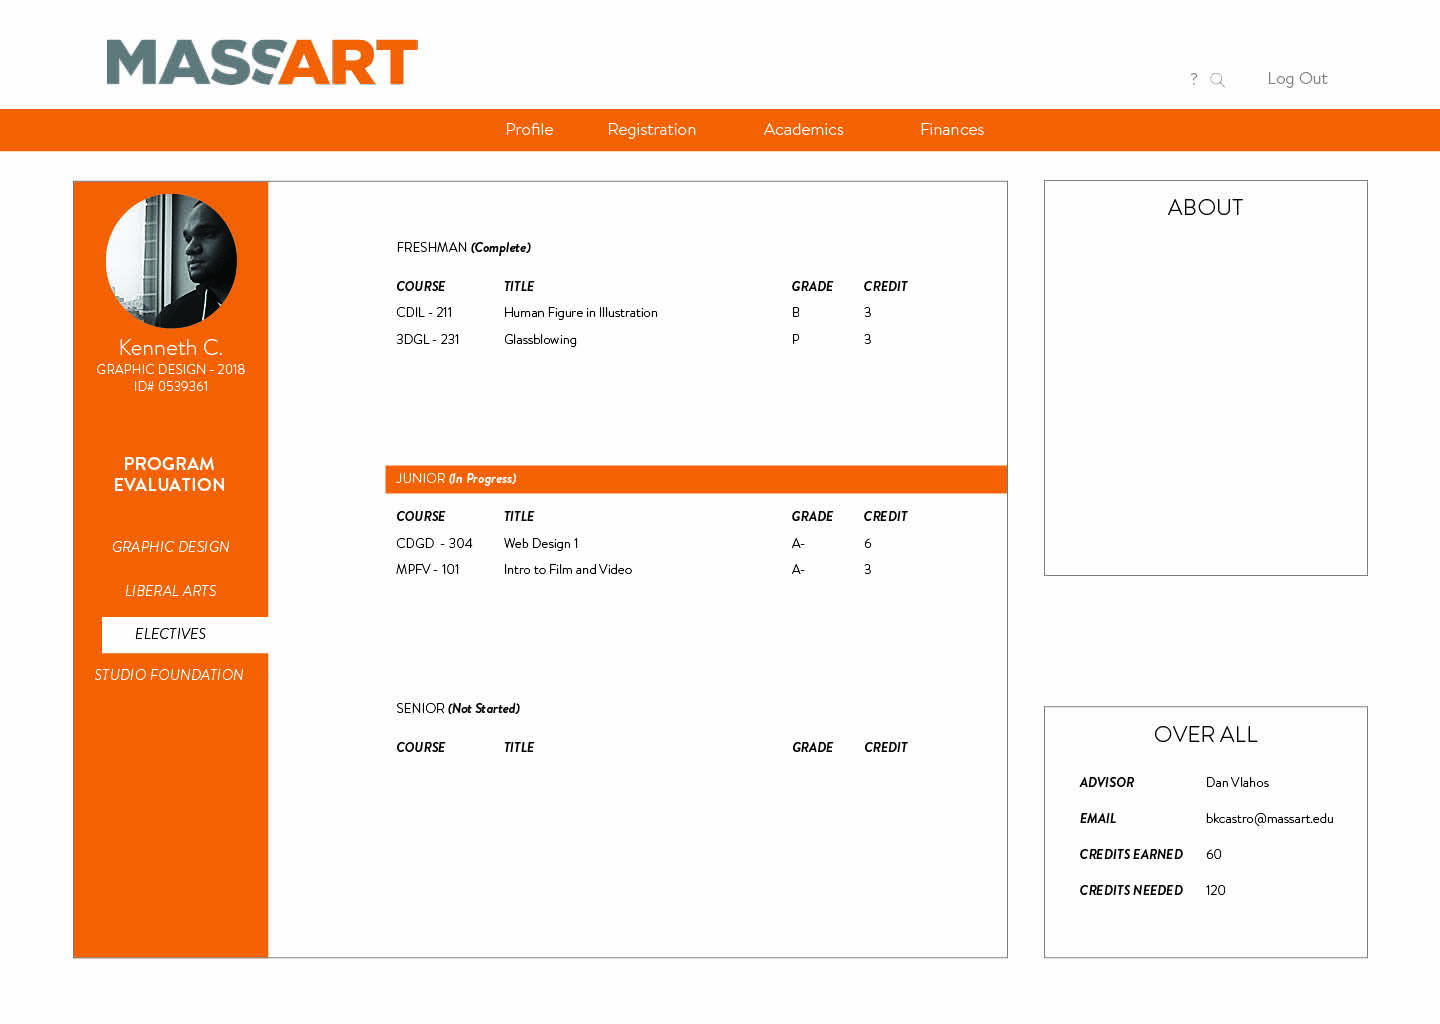 MASSART
? Log Out
Profile Registration Academics Finances
Kenneth C.
GRAPHIC DESIGN - 2018
ID# 0539361
PROGRAM
EVALUATION
GRAPHIC DESIGN
LIBERAL ARTS
ELECTIVES
STUDIO FOUNDATION
FRESHMAN (Complete)
COURSE TITLE GRADE CREDIT
CDIL - 211 Human Figure in Illustration B 3
3DGL - 231 Glassblowing P 3
JUNIOR (In Progress)
COURSE TITLE GRADE CREDIT
CDGD - 304 Web Design 1 A- 6
MPFV - 101 Intro to Film and Video A- 3
SENIOR (Not Started)
COURSE TITLE GRADE CREDIT
ABOUT
OVER ALL
ADVISOR Dan Vlahos
EMAIL bkcastro@massart.edu
CREDITS EARNED 60
CREDITS NEEDED 120